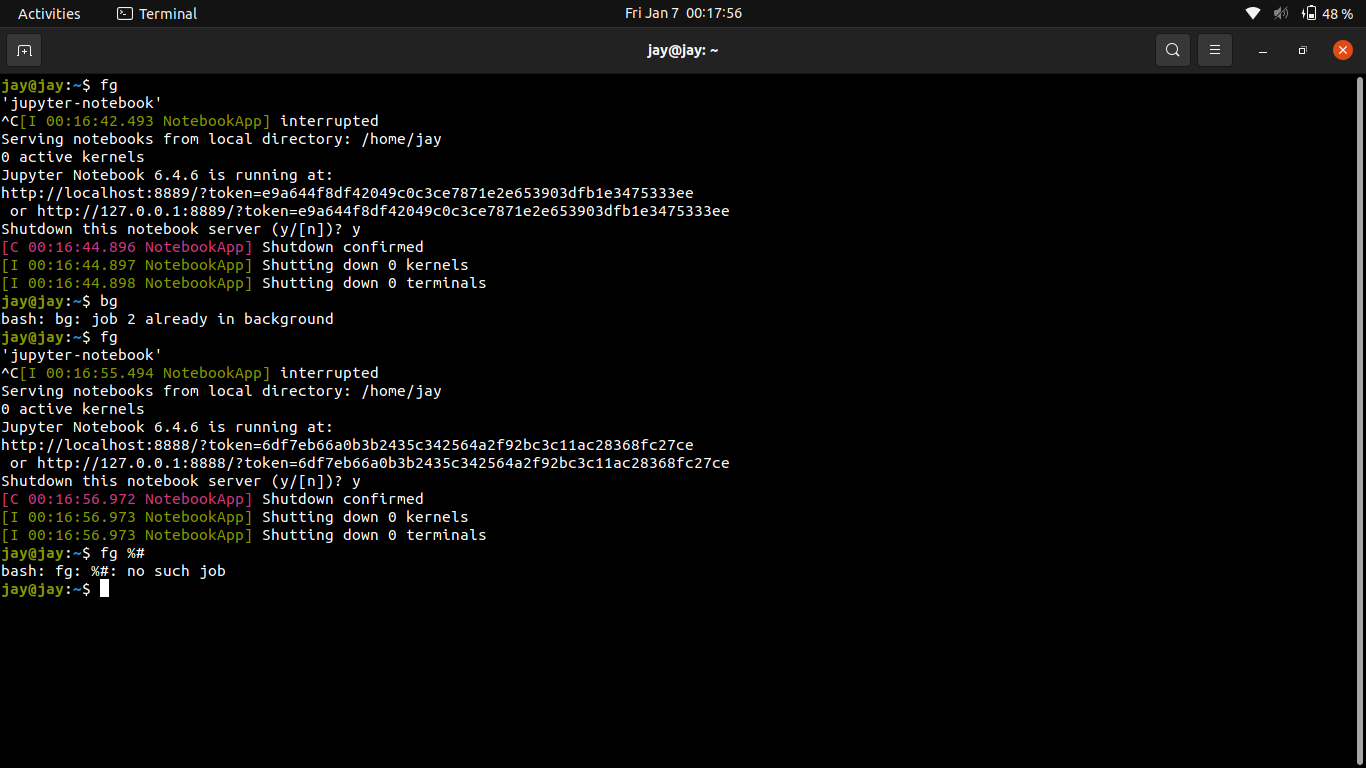 Activities
Terminal
Fri Jan 7 00:17:56
48 %
jay@jay: ~
jay@jay:~$ fg
'jupyter-notebook'
^C[I 00:16:42.493 NotebookApp] interrupted
Serving notebooks from local directory: /home/jay
0 active kernels
Jupyter Notebook 6.4.6 is running at:
http://localhost:8889/?token=e9a644f8df42049c0c3ce7871e2e653903dfb1e3475333ee
 or http://127.0.0.1:8889/?token=e9a644f8df42049c0c3ce7871e2e653903dfb1e3475333ee
Shutdown this notebook server (y/[n])? y
[C 00:16:44.896 NotebookApp] Shutdown confirmed
[I 00:16:44.897 NotebookApp] Shutting down 0 kernels
[I 00:16:44.898 NotebookApp] Shutting down 0 terminals
jay@jay:~$ bg
bash: bg: job 2 already in background
jay@jay:~$ fg
'jupyter-notebook'
^C[I 00:16:55.494 NotebookApp] interrupted
Serving notebooks from local directory: /home/jay
0 active kernels
Jupyter Notebook 6.4.6 is running at:
http://localhost:8888/?token=6df7eb66a0b3b2435c342564a2f92bc3c11ac28368fc27ce
 or http://127.0.0.1:8888/?token=6df7eb66a0b3b2435c342564a2f92bc3c11ac28368fc27ce
Shutdown this notebook server (y/[n])? y
[C 00:16:56.972 NotebookApp] Shutdown confirmed
[I 00:16:56.973 NotebookApp] Shutting down 0 kernels
[I 00:16:56.973 NotebookApp] Shutting down 0 terminals
jay@jay:~$ fg %#
bash: fg: %#: no such job
jay@jay:~$